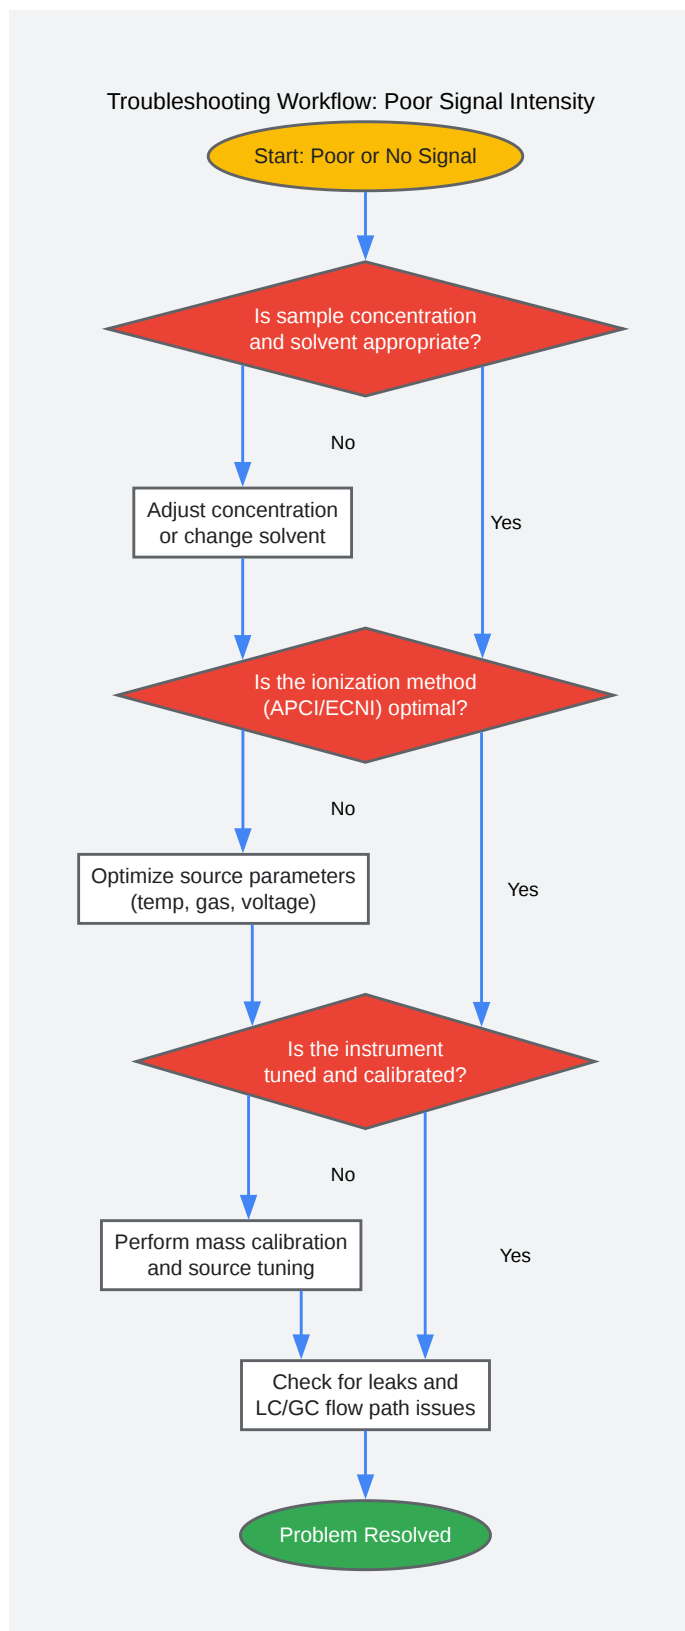 Troubleshooting Workflow: Poor Signal Intensity
Start: Poor or No Signal
Is sample concentration
and solvent appropriate?
No
Adjust concentration
or change solvent
Yes
Is the ionization method
(APCI/ECNI) optimal?
No
Optimize source parameters
(temp, gas, voltage)
Yes
Is the instrument
tuned and calibrated?
No
Perform mass calibration
and source tuning
Yes
Check for leaks and
LC/GC flow path issues
Problem Resolved